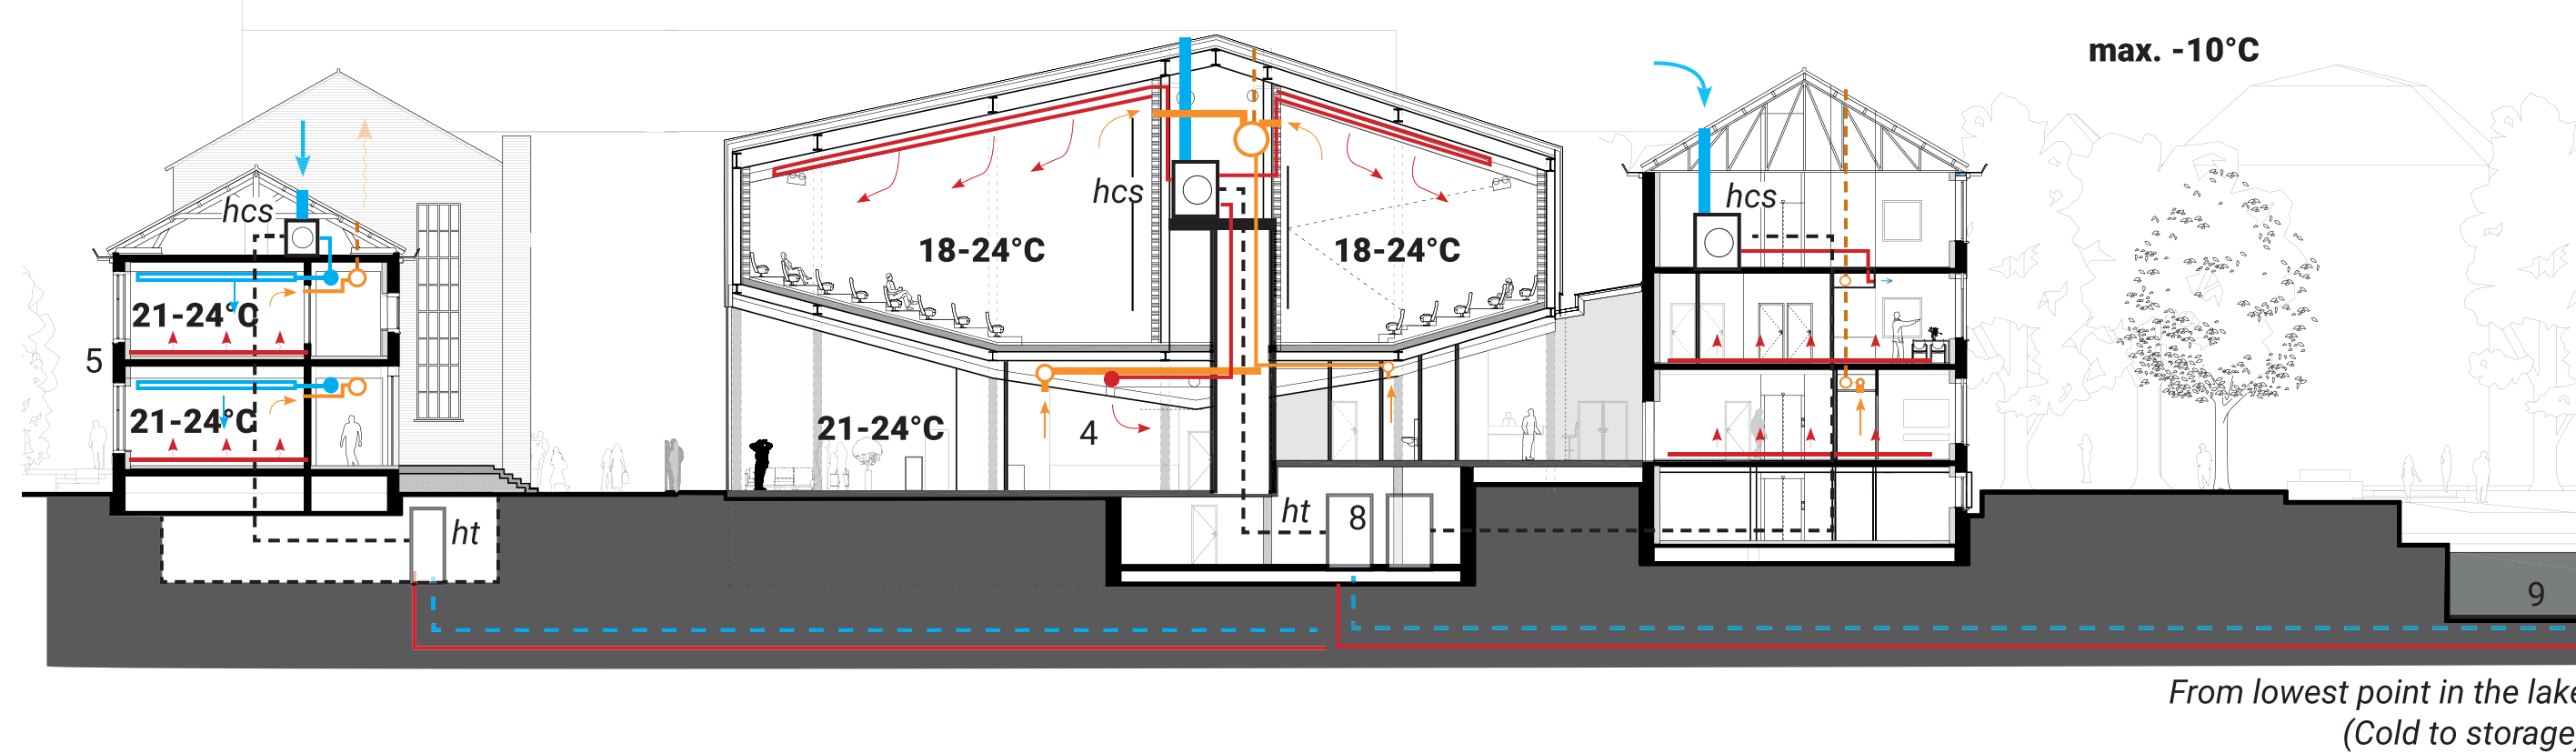 max. -10°C
hcs
hcs
hcs
18-24°C
18-24°C
21-24°C
5
21-24°C
21-24°C
4
ht
8
ht
9
From lowest point in the lake
(Cold to storage